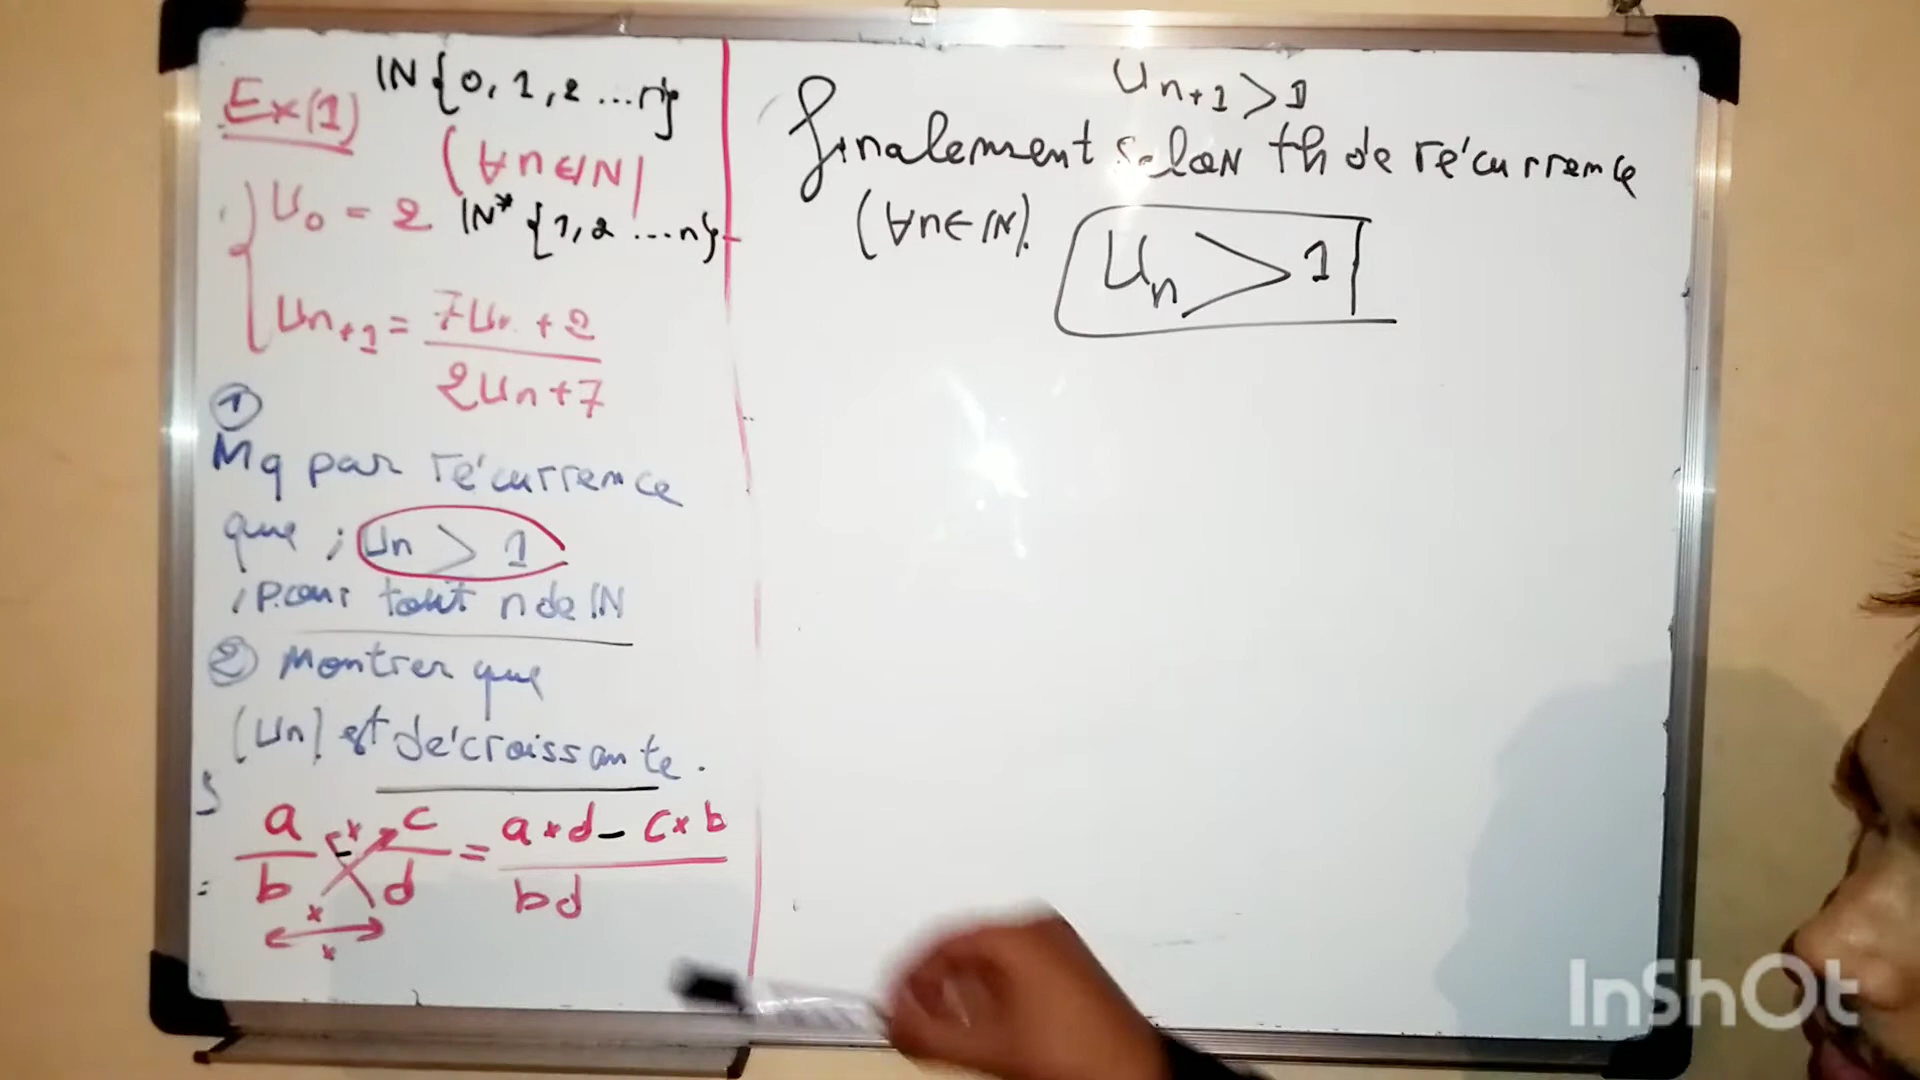 Ex(1) IN{0, 1, 2 ... n}
(∀n∈IN)
U0 = 2 IN* {1, 2 ... n}
Un+1 = 7Un + 2 / 2Un + 7
①
Mq par récurrence
que ; Un > 1
; pour tout n de IN
② Montrer que
(Un) est décroissante.
a/b - c/d = a × d - c × b / bd
Un+1 > 1
finalement selon th de récurrence
(∀n∈IN).
Un > 1
InShOt